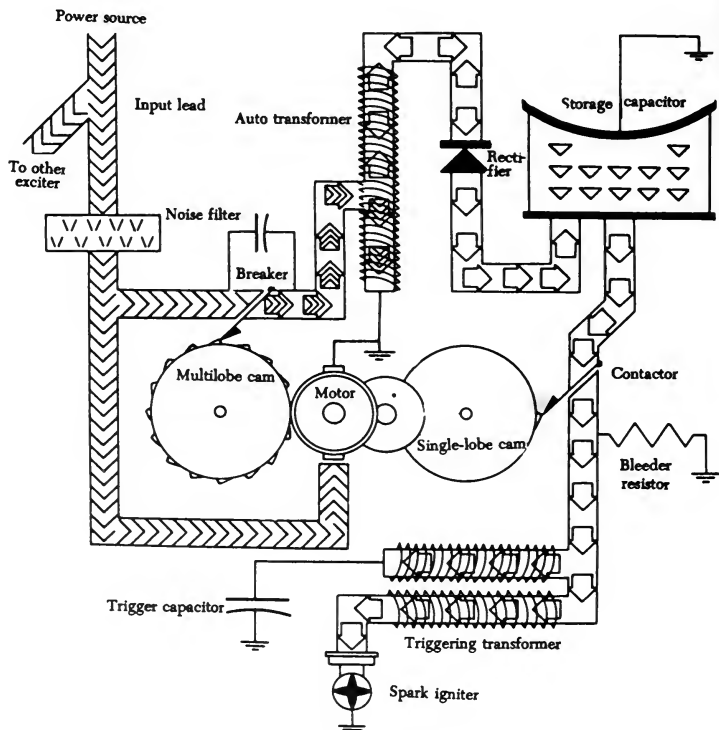 Power source
Input lead
Auto transformer
Storage capacitor
To other
exciter
Recti-
fier
Noise filter
Breaker
Multilobe cam
Motor
Single-lobe cam
Contactor
Bleeder
resistor
Trigger capacitor
Triggering transformer
Spark igniter